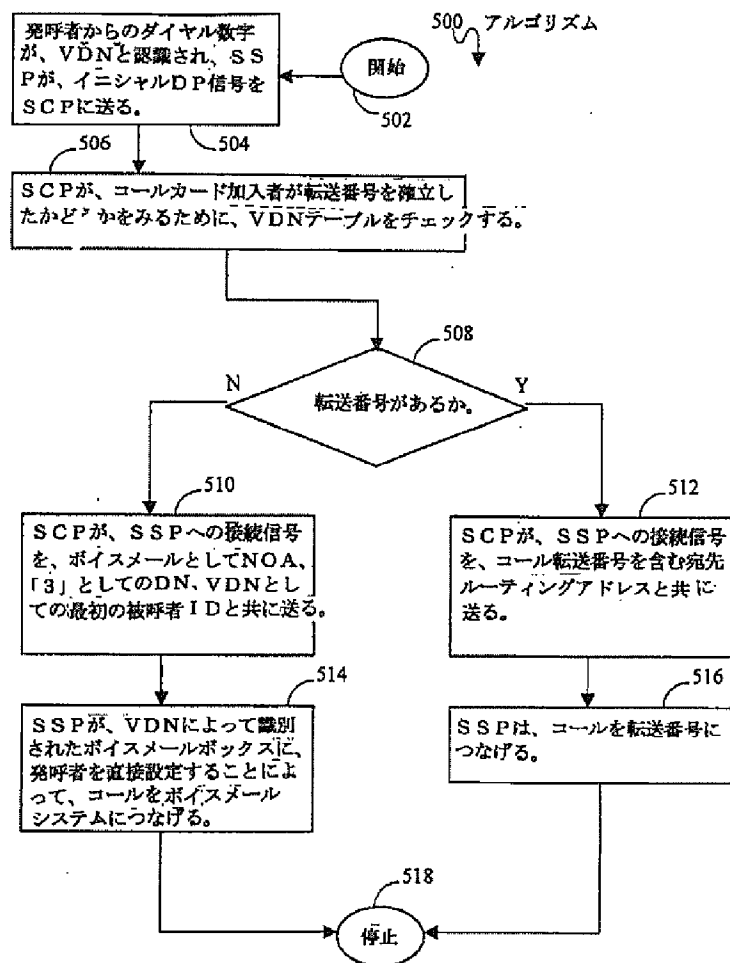 500 アルゴリズム
開始
502
発呼者からのダイヤル数字
が、VDNと認識され、SS
Pが、イニシャルDP信号を
SCPに送る。
504
506
SCPが、コールカード加入者が転送番号を確立し
たかどうかをみるために、VDNテーブルをチェックする。
508
転送番号があるか。
N
Y
510
SCPが、SSPへの接続信号
を、ボイスメールとしてNOA、
「3」としてのDN、VDNとし
ての最初の被呼者IDと共に送る。
512
SCPが、SSPへの接続信号
を、コール転送番号を含む宛先
ルーティングアドレスと共に
送る。
514
SSPが、VDNによって識別
されたボイスメールボックスに、
発呼者を直接設定することによ
って、コールをボイスメール
システムにつなげる。
516
SSPは、コールを転送番号に
つなげる。
518
停止